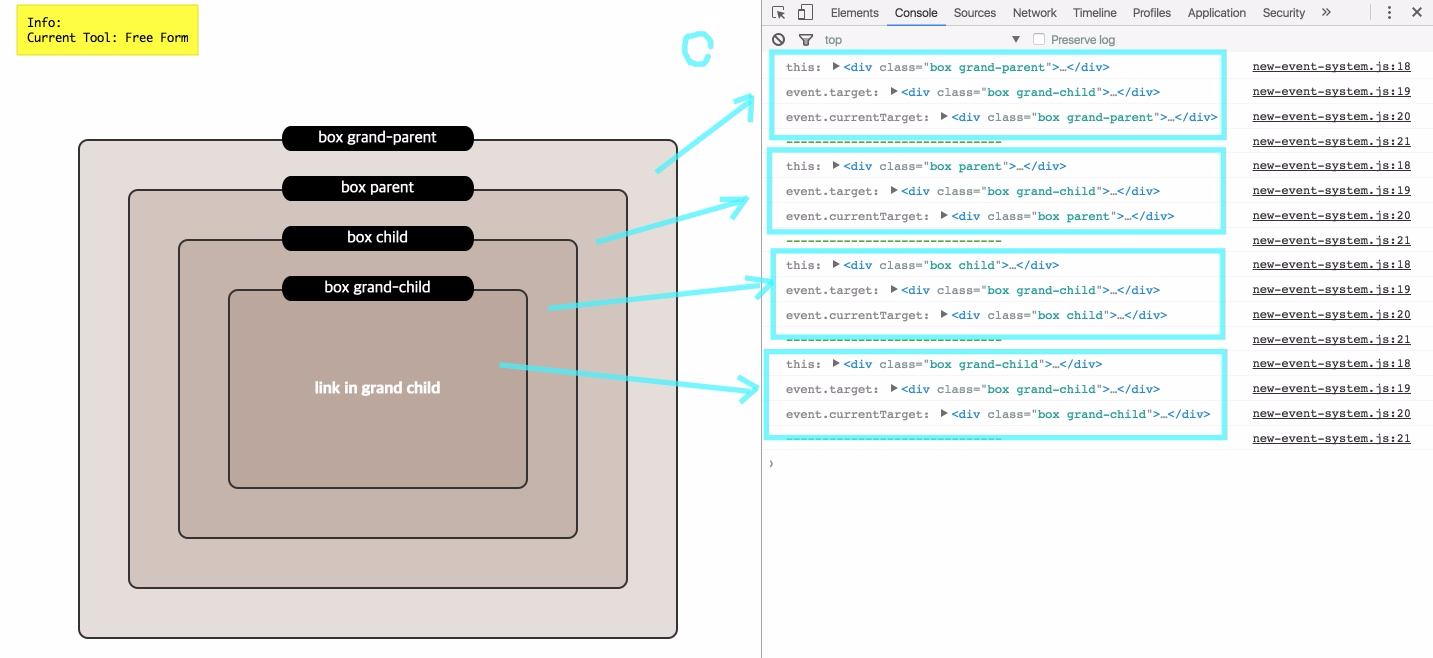 Info:
Current Tool: Free Form
C
box grand-parent
box parent
box child
box grand-child
link in grand child
Elements Console Sources Network Timeline Profiles Application Security »
top ▼ Preserve log
this: ▶<div class="box grand-parent">…</div> new-event-system.js:18
event.target: ▶<div class="box grand-child">…</div> new-event-system.js:19
event.currentTarget: ▶<div class="box grand-parent">…</div> new-event-system.js:20
------------------------------ new-event-system.js:21
this: ▶<div class="box parent">…</div> new-event-system.js:18
event.target: ▶<div class="box grand-child">…</div> new-event-system.js:19
event.currentTarget: ▶<div class="box parent">…</div> new-event-system.js:20
------------------------------ new-event-system.js:21
this: ▶<div class="box child">…</div> new-event-system.js:18
event.target: ▶<div class="box grand-child">…</div> new-event-system.js:19
event.currentTarget: ▶<div class="box child">…</div> new-event-system.js:20
------------------------------ new-event-system.js:21
this: ▶<div class="box grand-child">…</div> new-event-system.js:18
event.target: ▶<div class="box grand-child">…</div> new-event-system.js:19
event.currentTarget: ▶<div class="box grand-child">…</div> new-event-system.js:20
------------------------------ new-event-system.js:21
›